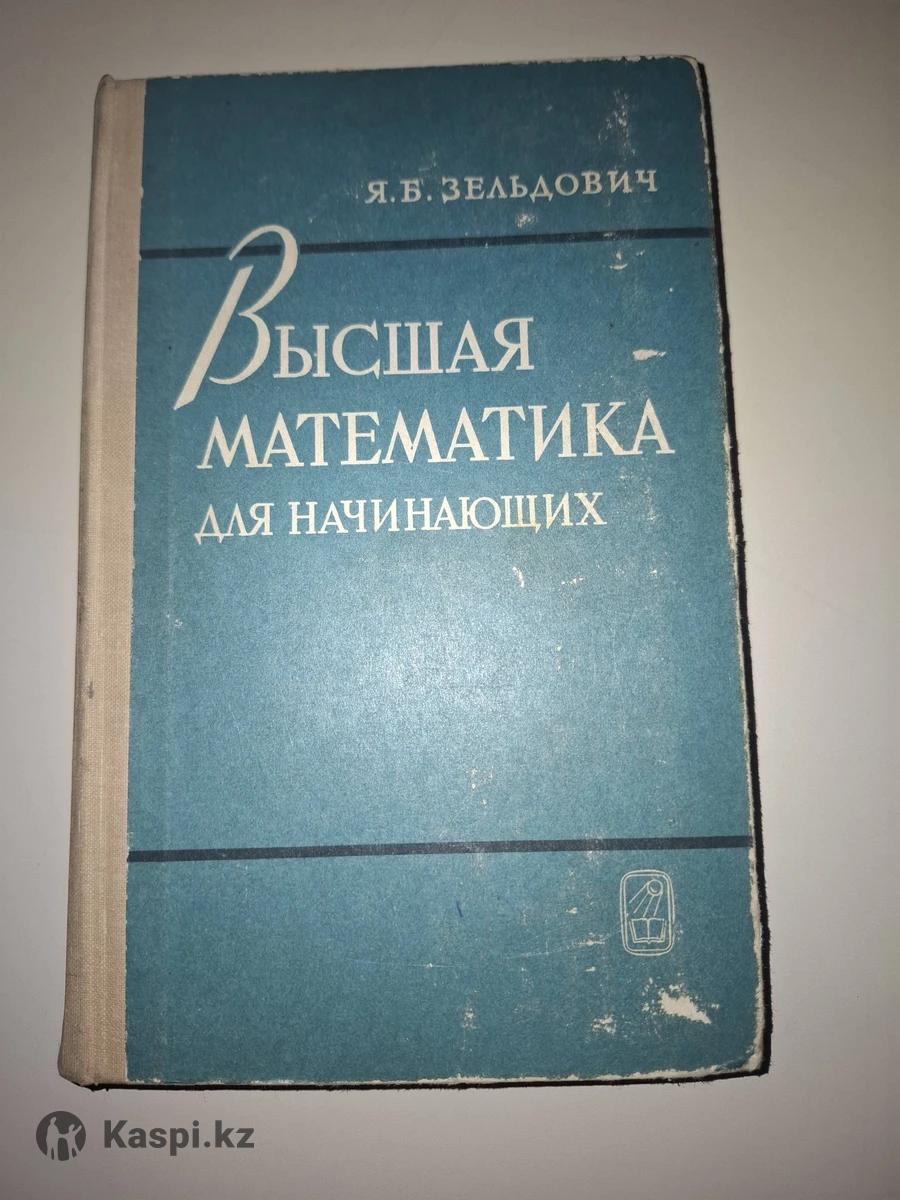 Я.Б. ЗЕЛЬДОВИЧ
ВЫСШАЯ
МАТЕМАТИКА
ДЛЯ НАЧИНАЮЩИХ
Kaspi.kz